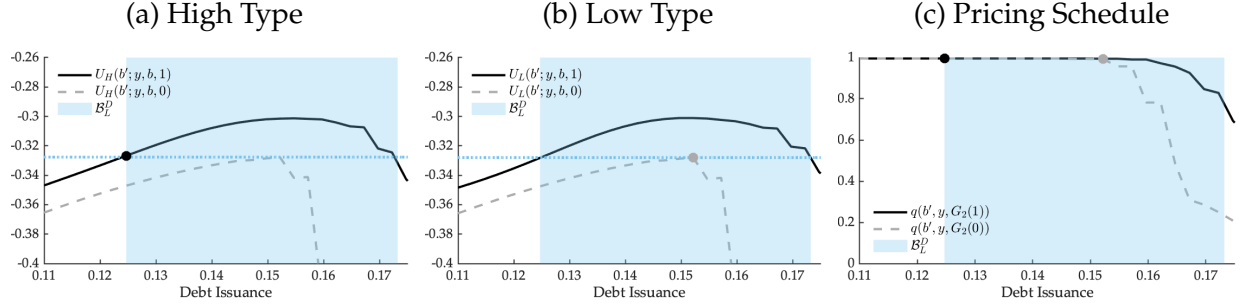 (a) High Type
-0.26
-0.28
-0.3
-0.32
-0.34
-0.36
-0.38
-0.4
U_H(b′; y, b, 1)
U_H(b′; y, b, 0)
B_L^D
0.11 0.12 0.13 0.14 0.15 0.16 0.17
Debt Issuance
(b) Low Type
-0.26
-0.28
-0.3
-0.32
-0.34
-0.36
-0.38
-0.4
U_L(b′; y, b, 1)
U_L(b′; y, b, 0)
B_L^D
0.11 0.12 0.13 0.14 0.15 0.16 0.17
Debt Issuance
(c) Pricing Schedule
1
0.8
0.6
0.4
0.2
0
q(b′, y, G_2(1))
q(b′, y, G_2(0))
B_L^D
0.11 0.12 0.13 0.14 0.15 0.16 0.17
Debt Issuance